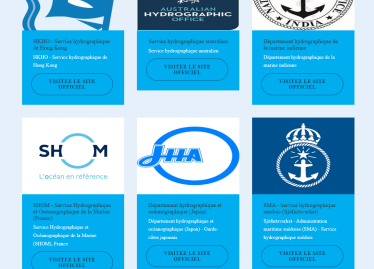 AUSTRALIAN
HYDROGRAPHIC
OFFICE
INDIA
HKHO - Service hydrographique
de Hong Kong
HKHO - Service hydrographique de
Hong Kong
VISITEZ LE SITE
OFFICIEL
Service hydrographique australien
Service hydrographique australien
VISITEZ LE SITE
OFFICIEL
Département hydrographique de
la marine indienne
Département hydrographique de la
marine indienne
VISITEZ LE SITE
OFFICIEL
SHOM
L'océan en référence
SHOM - Service Hydrographique
et Océanographique de la Marine
(France)
Service Hydrographique et
Océanographique de la Marine
(SHOM), France
VISITEZ LE SITE
OFFICIEL
JHA
Département hydrographique et
océanographique (Japon)
Département hydrographique et
océanographique (Japon) - Garde-
côtes japonais
VISITEZ LE SITE
OFFICIEL
SMA - Service hydrographique
suédois (Sjöfartsverket)
Sjöfartsverket - Administration
maritime suédoise (SMA) - Service
hydrographique suédois
VISITEZ LE SITE
OFFICIEL